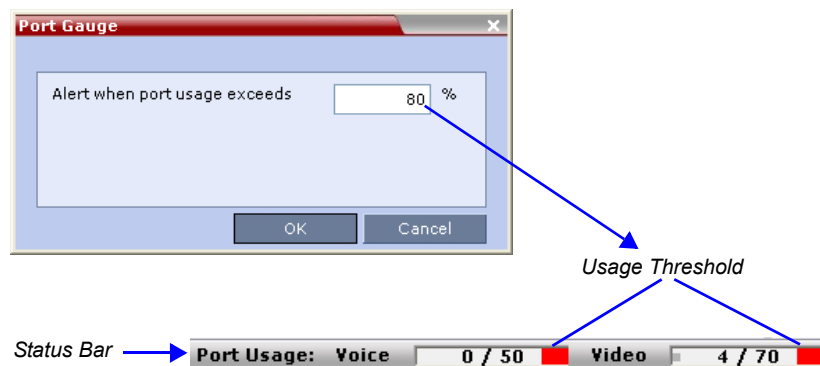 Port Gauge
Alert when port usage exceeds 80 %
OK Cancel
Usage Threshold
Status Bar Port Usage: Voice 0 / 50 Video 4 / 70